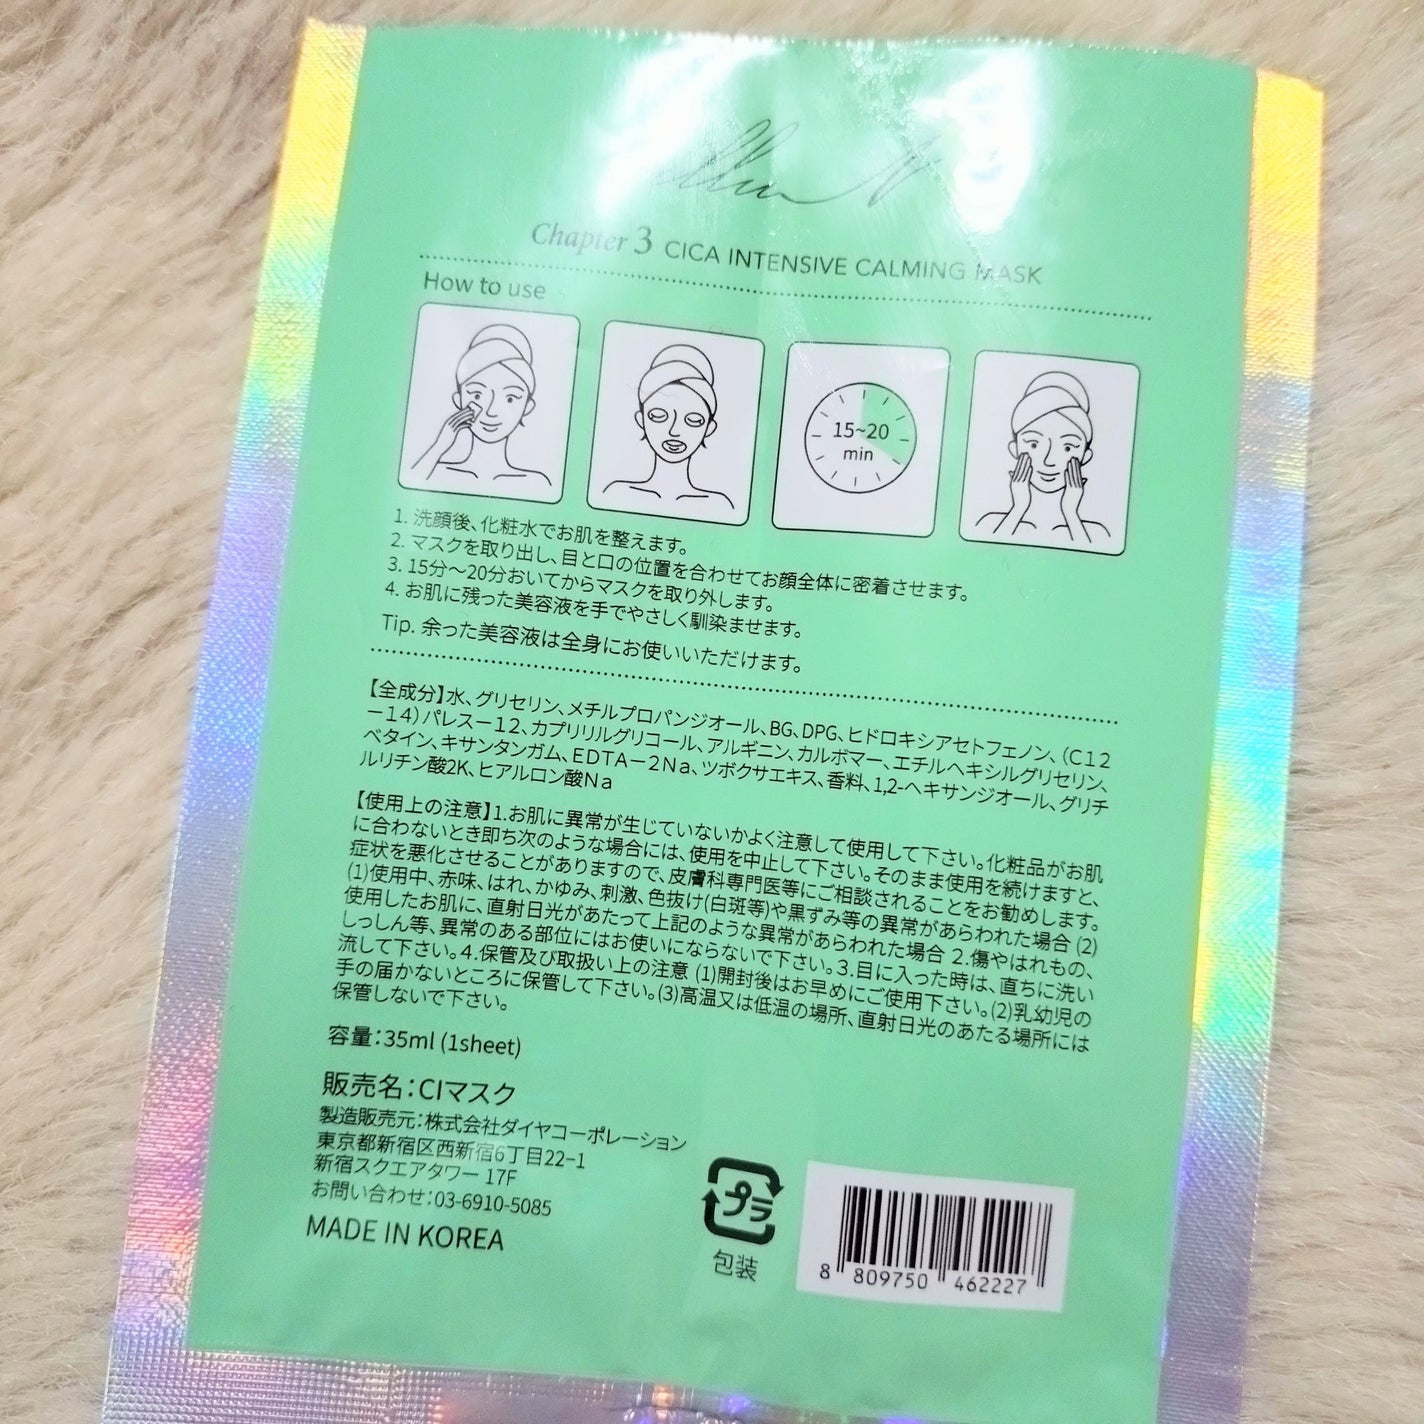 Chapter 3 CICA INTENSIVE CALMING MASK
How to use
15~20
min
1. 洗顔後、化粧水でお肌を整えます。
2. マスクを取り出し、目と口の位置を合わせてお顔全体に密着させます。
3. 15分～20分おいてからマスクを取り外します。
4. お肌に残った美容液を手でやさしく馴染ませます。
Tip. 余った美容液は全身にお使いいただけます。
【全成分】水、グリセリン、メチルプロパンジオール、BG、DPG、ヒドロキシアセトフェノン、（C12
ー14）パレスー12、カプリリルグリコール、アルギニン、カルボマー、エチルヘキシルグリセリン、
ベタイン、キサンタンガム、EDTAー2Na、ツボクサエキス、香料、1,2-ヘキサンジオール、グリチ
ルリチン酸2K、ヒアルロン酸Na
【使用上の注意】1.お肌に異常が生じていないかよく注意して使用して下さい。化粧品がお肌
に合わないとき即ち次のような場合には、使用を中止して下さい。そのまま使用を続けますと、
症状を悪化させることがありますので、皮膚科専門医等にご相談されることをお勧めします。
(1)使用中、赤味、はれ、かゆみ、刺激、色抜け(白斑等)や黒ずみ等の異常があらわれた場合 (2)
使用したお肌に、直射日光があたって上記のような異常があらわれた場合 2.傷やはれもの、
しっしん等、異常のある部位にはお使いにならないで下さい。3.目に入った時は、直ちに洗い
流して下さい。4.保管及び取扱い上の注意 (1)開封後はお早めにご使用下さい。(2)乳幼児の
手の届かないところに保管して下さい。(3)高温又は低温の場所、直射日光のあたる場所には
保管しないで下さい。
容量：35ml (1sheet)
販売名：CIマスク
製造販売元：株式会社ダイヤコーポレーション
東京都新宿区西新宿6丁目22-1
新宿スクエアタワー 17F
お問い合わせ：03-6910-5085
MADE IN KOREA
プラ
包装
8 809750 462227